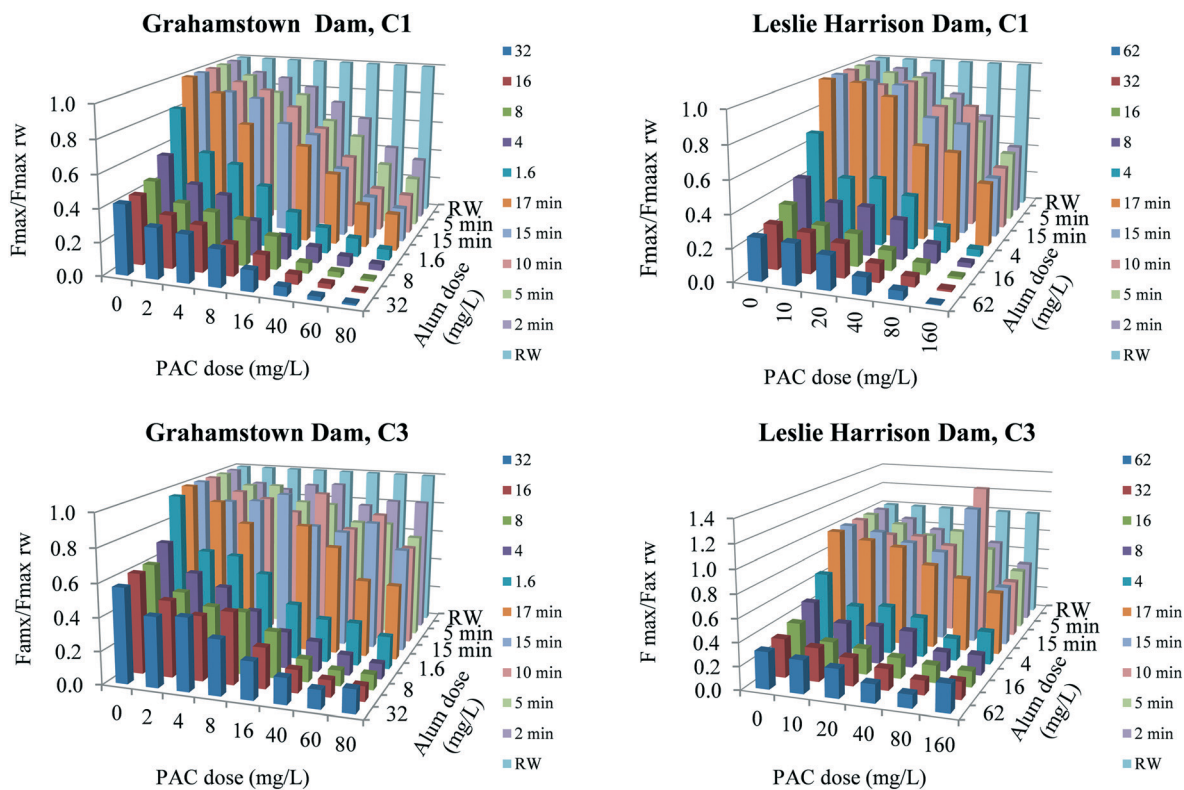 Grahamstown Dam, C1
Fmax/Fmax rw
1.0
0.8
0.6
0.4
0.2
0.0
0
2
4
8
16
40
60
80
PAC dose (mg/L)
RW
5 min
15 min
1.6
8
32
Alum dose
(mg/L)
32
16
8
4
1.6
17 min
15 min
10 min
5 min
2 min
RW
Leslie Harrison Dam, C1
Fmax/Fmaax rw
1.0
0.8
0.6
0.4
0.2
0.0
0
10
20
40
80
160
PAC dose (mg/L)
RW
5 min
15 min
4
16
62
Alum dose
(mg/L)
62
32
16
8
4
17 min
15 min
10 min
5 min
2 min
RW
Grahamstown Dam, C3
Famx/Fmax rw
1.0
0.8
0.6
0.4
0.2
0.0
0
2
4
8
16
40
60
80
PAC dose (mg/L)
RW
5 min
15 min
1.6
8
32
Alum dose
(mg/L)
32
16
8
4
1.6
17 min
15 min
10 min
5 min
2 min
RW
Leslie Harrison Dam, C3
F max/Fax rw
1.4
1.2
1.0
0.8
0.6
0.4
0.2
0.0
0
10
20
40
80
160
PAC dose (mg/L)
RW
5 min
15 min
4
16
62
Alum dose
(mg/L)
62
32
16
8
4
17 min
15 min
10 min
5 min
2 min
RW